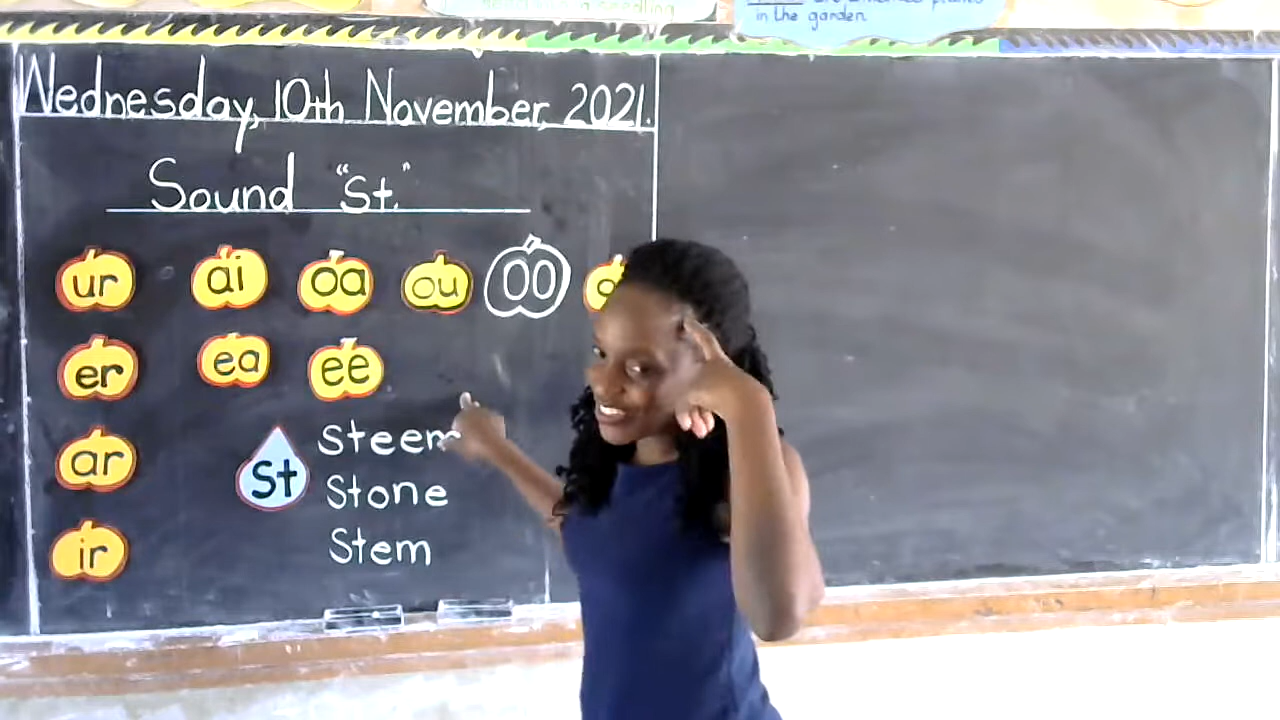 in the garden
Wednesday, 10th November, 2021.
Sound "St."
ur ai oa ou OO
er ea ee
ar
ir
St
Steem
Stone
Stem